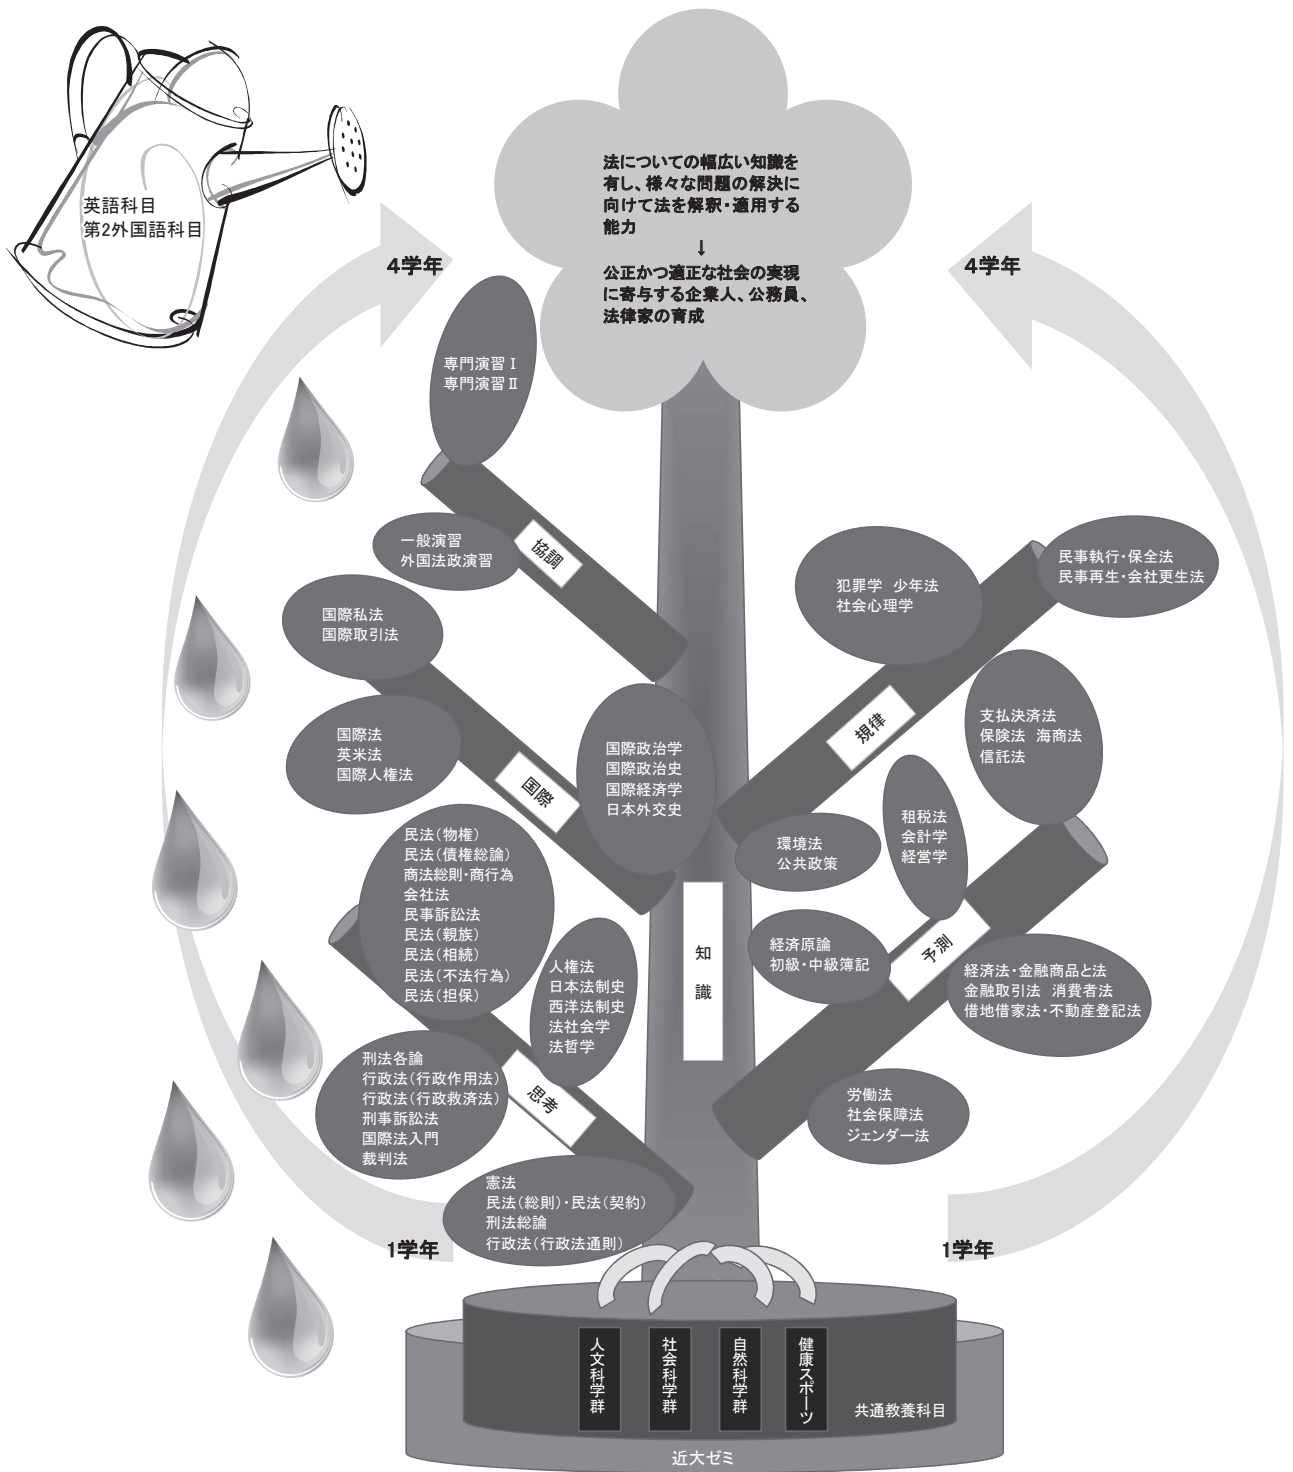 英語科目
第2外国語科目
法についての幅広い知識を
有し、様々な問題の解決に
向けて法を解釈・適用する
能力
↓
公正かつ適正な社会の実現
に寄与する企業人、公務員、
法律家の育成
4学年
4学年
専門演習Ⅰ
専門演習Ⅱ
協調
一般演習
外国法政演習
国際私法
国際取引法
国際法
英米法
国際人権法
国際
国際政治学
国際政治史
国際経済学
日本外交史
犯罪学 少年法
社会心理学
民事執行・保全法
民事再生・会社更生法
規律
支払決済法
保険法 海商法
信託法
環境法
公共政策
租税法
会計学
経営学
民法(物権)
民法(債権総論)
商法総則・商行為
会社法
民事訴訟法
民法(親族)
民法(相続)
民法(不法行為)
民法(担保)
人権法
日本法制史
西洋法制史
法社会学
法哲学
知識
経済原論
初級・中級簿記
予測
経済法・金融商品と法
金融取引法 消費者法
借地借家法・不動産登記法
刑法各論
行政法(行政作用法)
行政法(行政救済法)
刑事訴訟法
国際法入門
裁判法
思考
労働法
社会保障法
ジェンダー法
憲法
民法(総則)・民法(契約)
刑法総論
行政法(行政法通則)
1学年
1学年
人文科学群
社会科学群
自然科学群
健康スポーツ
共通教養科目
近大ゼミ